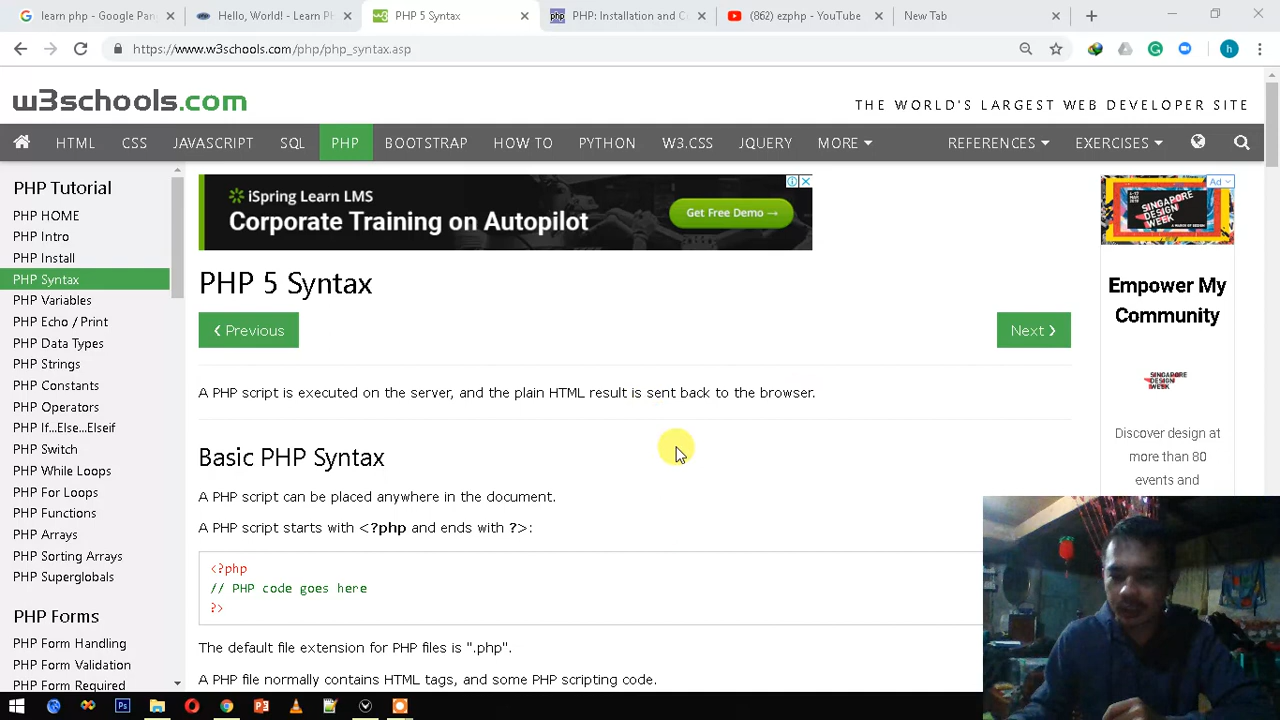 learn php - Google Pan
Hello, World! - Learn PH
PHP 5 Syntax
PHP: Installation and Co
(862) ezphp - YouTube
New Tab
https://www.w3schools.com/php/php_syntax.asp
h
w3schools.com
THE WORLD'S LARGEST WEB DEVELOPER SITE
HTML CSS JAVASCRIPT SQL PHP BOOTSTRAP HOW TO PYTHON W3.CSS JQUERY MORE REFERENCES EXERCISES
PHP Tutorial
PHP HOME
PHP Intro
PHP Install
PHP Syntax
PHP Variables
PHP Echo / Print
PHP Data Types
PHP Strings
PHP Constants
PHP Operators
PHP If...Else...Elseif
PHP Switch
PHP While Loops
PHP For Loops
PHP Functions
PHP Arrays
PHP Sorting Arrays
PHP Superglobals
PHP Forms
PHP Form Handling
PHP Form Validation
PHP Form Required
iSpring Learn LMS
Corporate Training on Autopilot
Get Free Demo →
PHP 5 Syntax
❮ Previous
Next ❯
A PHP script is executed on the server, and the plain HTML result is sent back to the browser.
Basic PHP Syntax
A PHP script can be placed anywhere in the document.
A PHP script starts with <?php and ends with ?>:
<?php
// PHP code goes here
?>
The default file extension for PHP files is ".php".
A PHP file normally contains HTML tags, and some PHP scripting code.
Ad
SINGAPORE
DESIGN
WEEK
Empower My
Community
SINGAPORE
DESIGN
WEEK
Discover design at
more than 80
events and